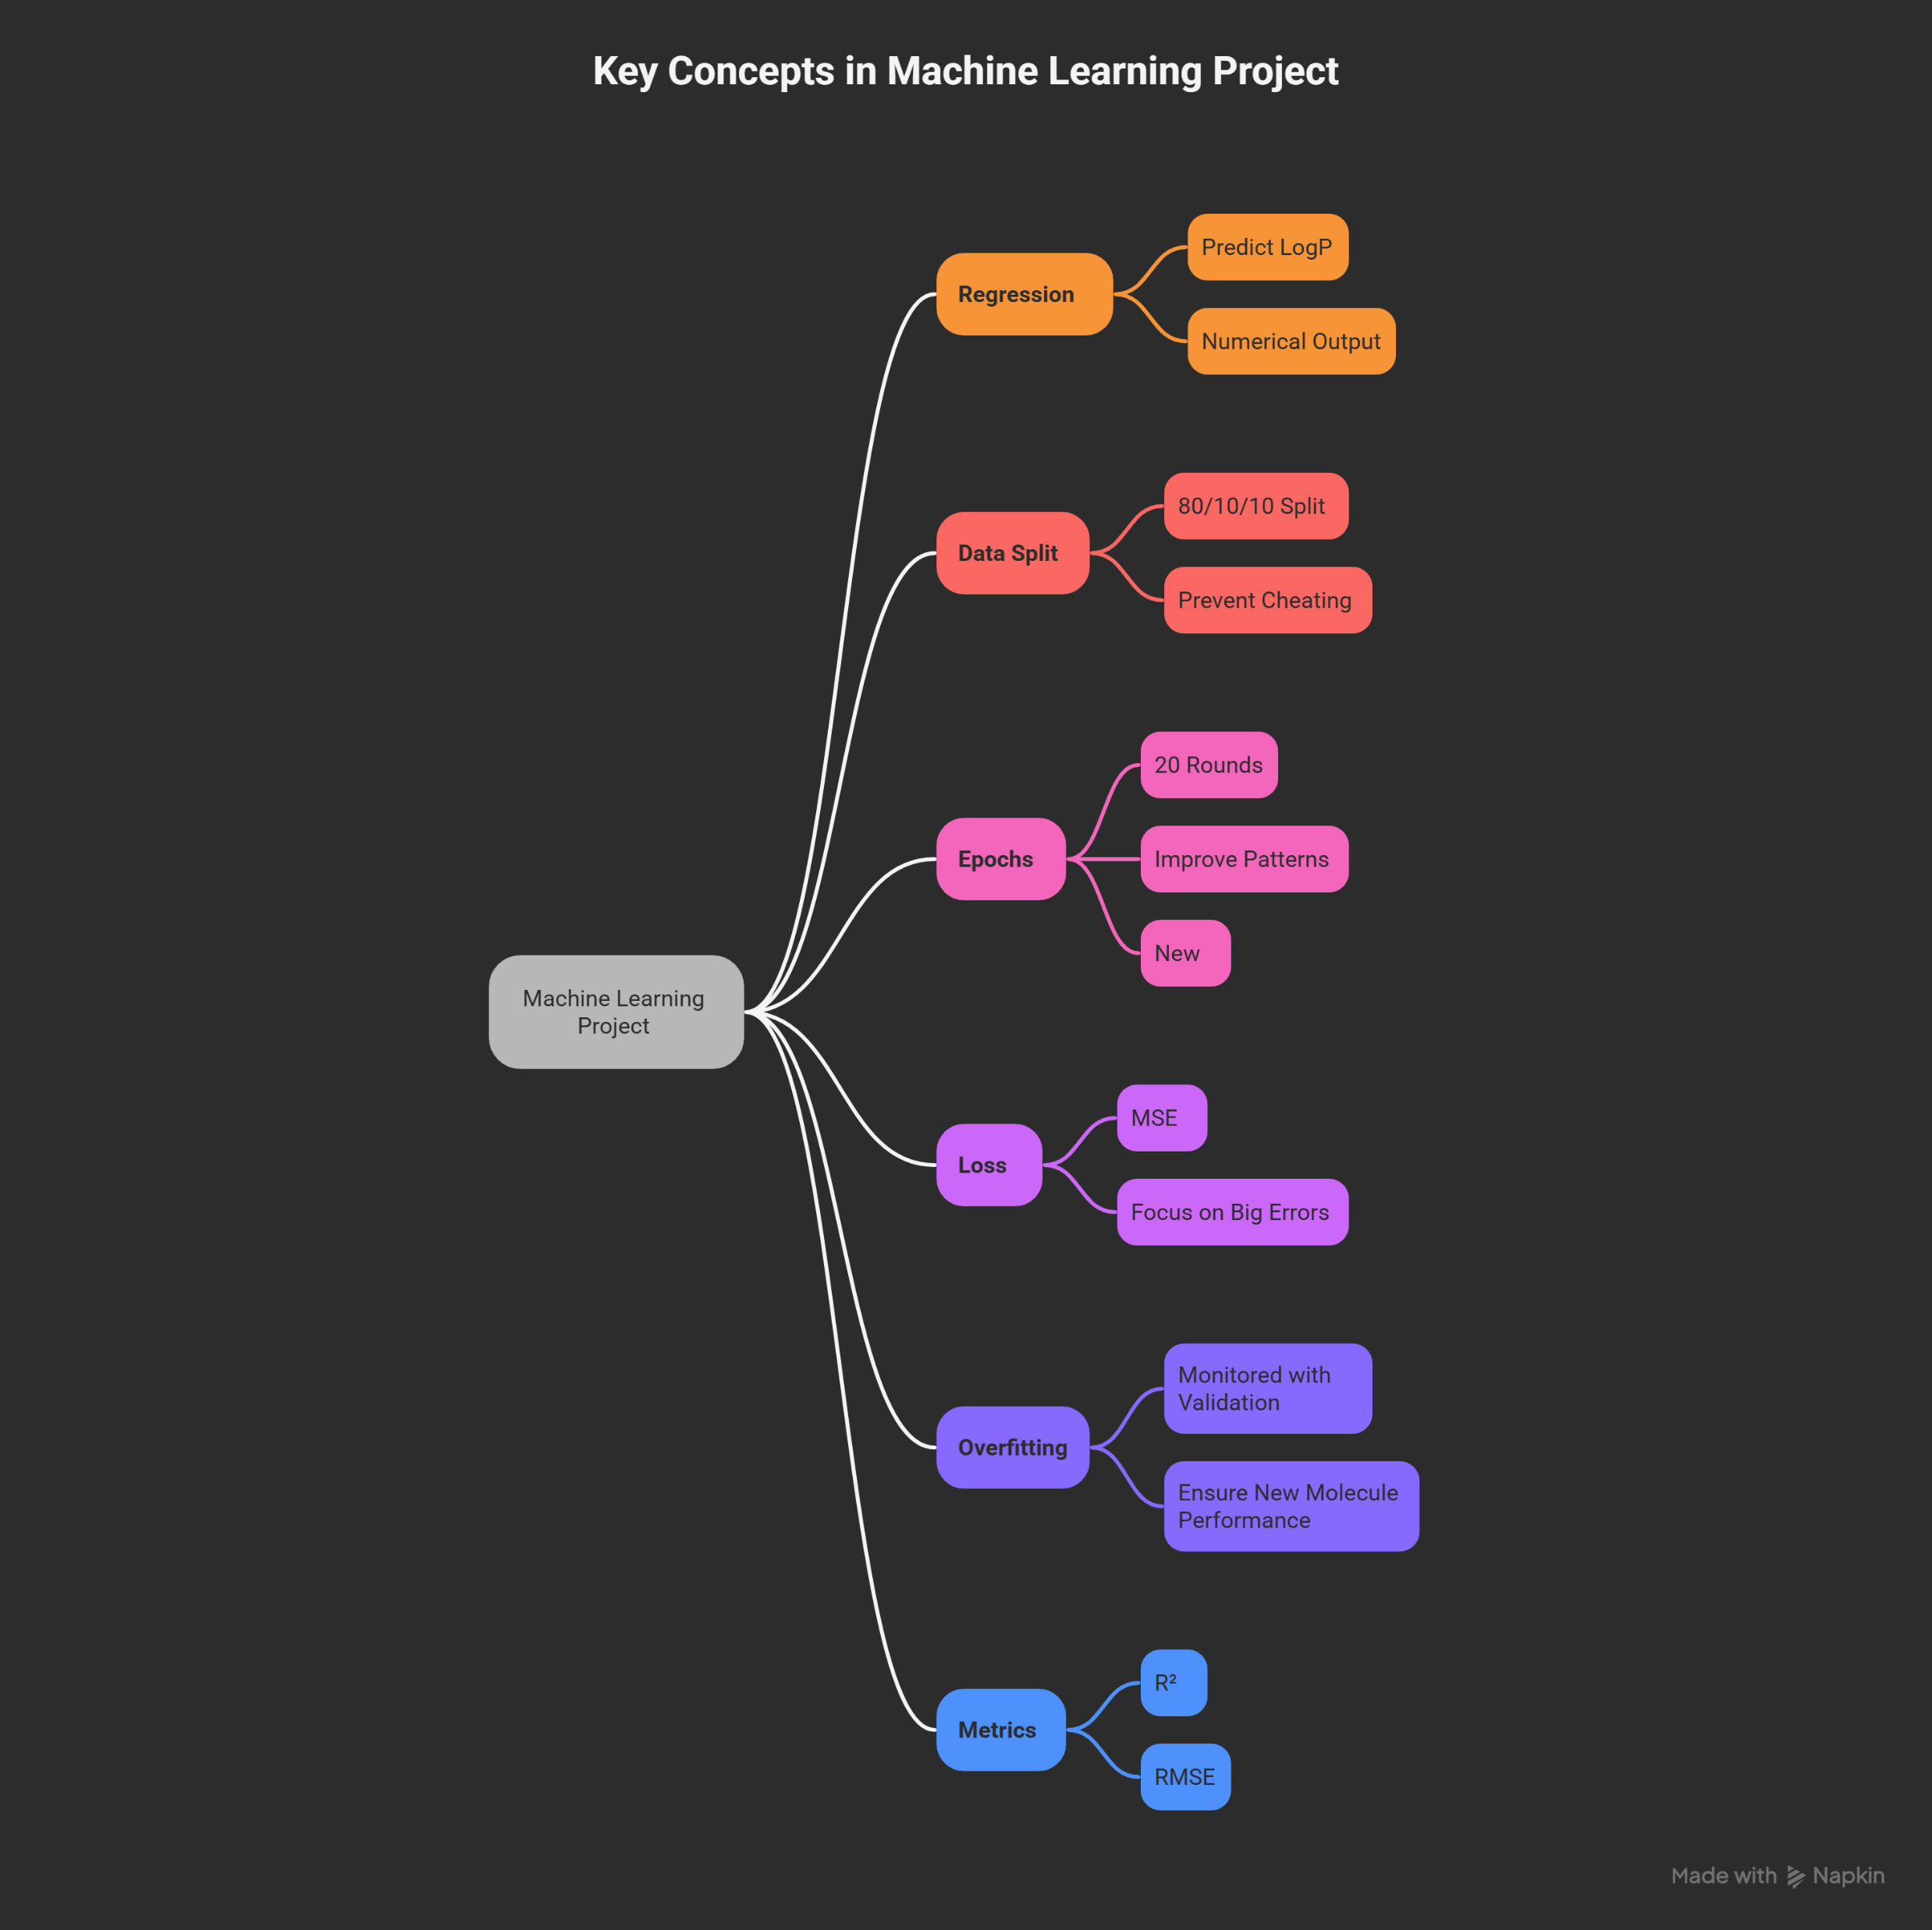 Key Concepts in Machine Learning Project
Predict LogP
Regression
Numerical Output
80/10/10 Split
Data Split
Prevent Cheating
20 Rounds
Epochs
Improve Patterns
New
Machine Learning
Project
MSE
Loss
Focus on Big Errors
Monitored with
Validation
Overfitting
Ensure New Molecule
Performance
R²
Metrics
RMSE
Made with Napkin